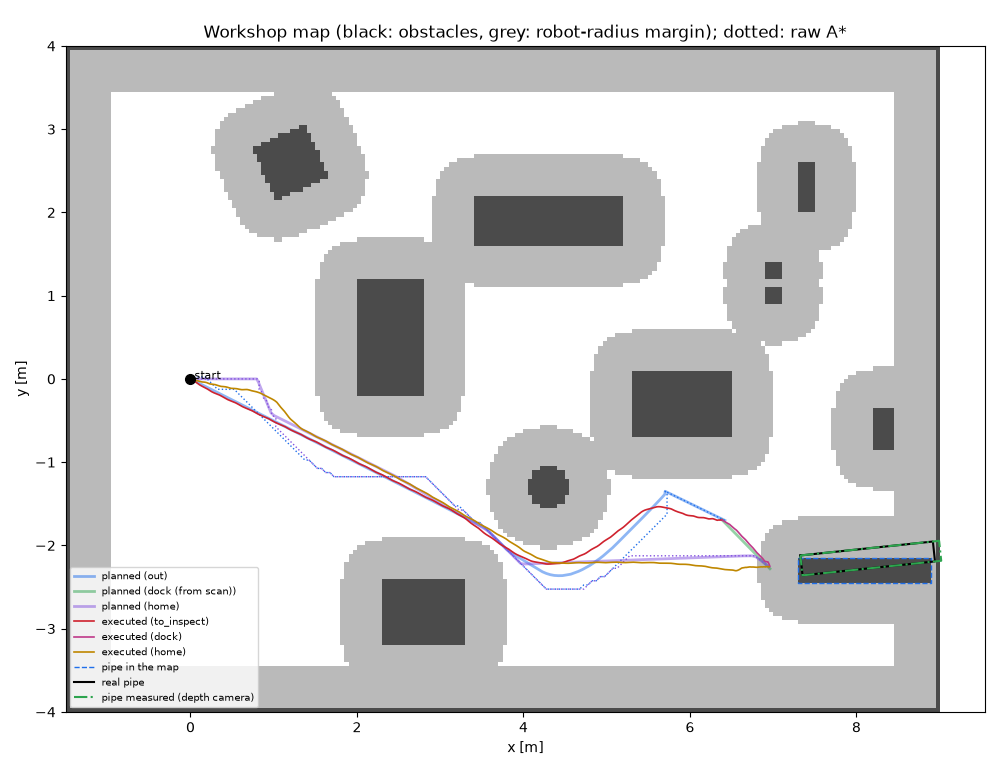 Workshop map (black: obstacles, grey: robot-radius margin); dotted: raw A*
4
3
2
1
0
−1
−2
−3
−4
y [m]
start
planned (out)
planned (dock (from scan))
planned (home)
executed (to_inspect)
executed (dock)
executed (home)
pipe in the map
real pipe
pipe measured (depth camera)
0 2 4 6 8
x [m]